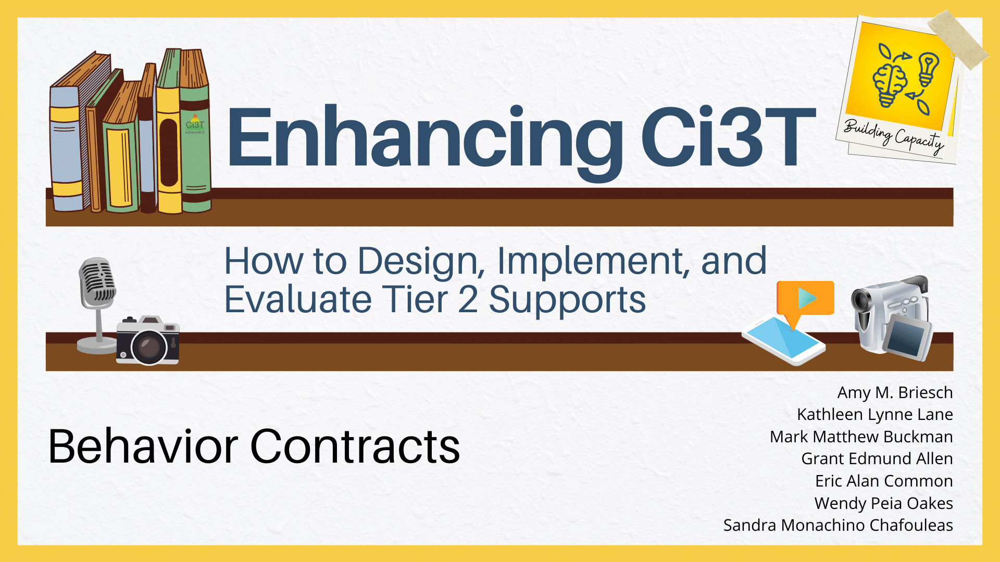 Enhancing Ci3T
Building Capacity
Ci3T
+ENHANCE
How to Design, Implement, and
Evaluate Tier 2 Supports
Behavior Contracts
Amy M. Briesch
Kathleen Lynne Lane
Mark Matthew Buckman
Grant Edmund Allen
Eric Alan Common
Wendy Peia Oakes
Sandra Monachino Chafouleas